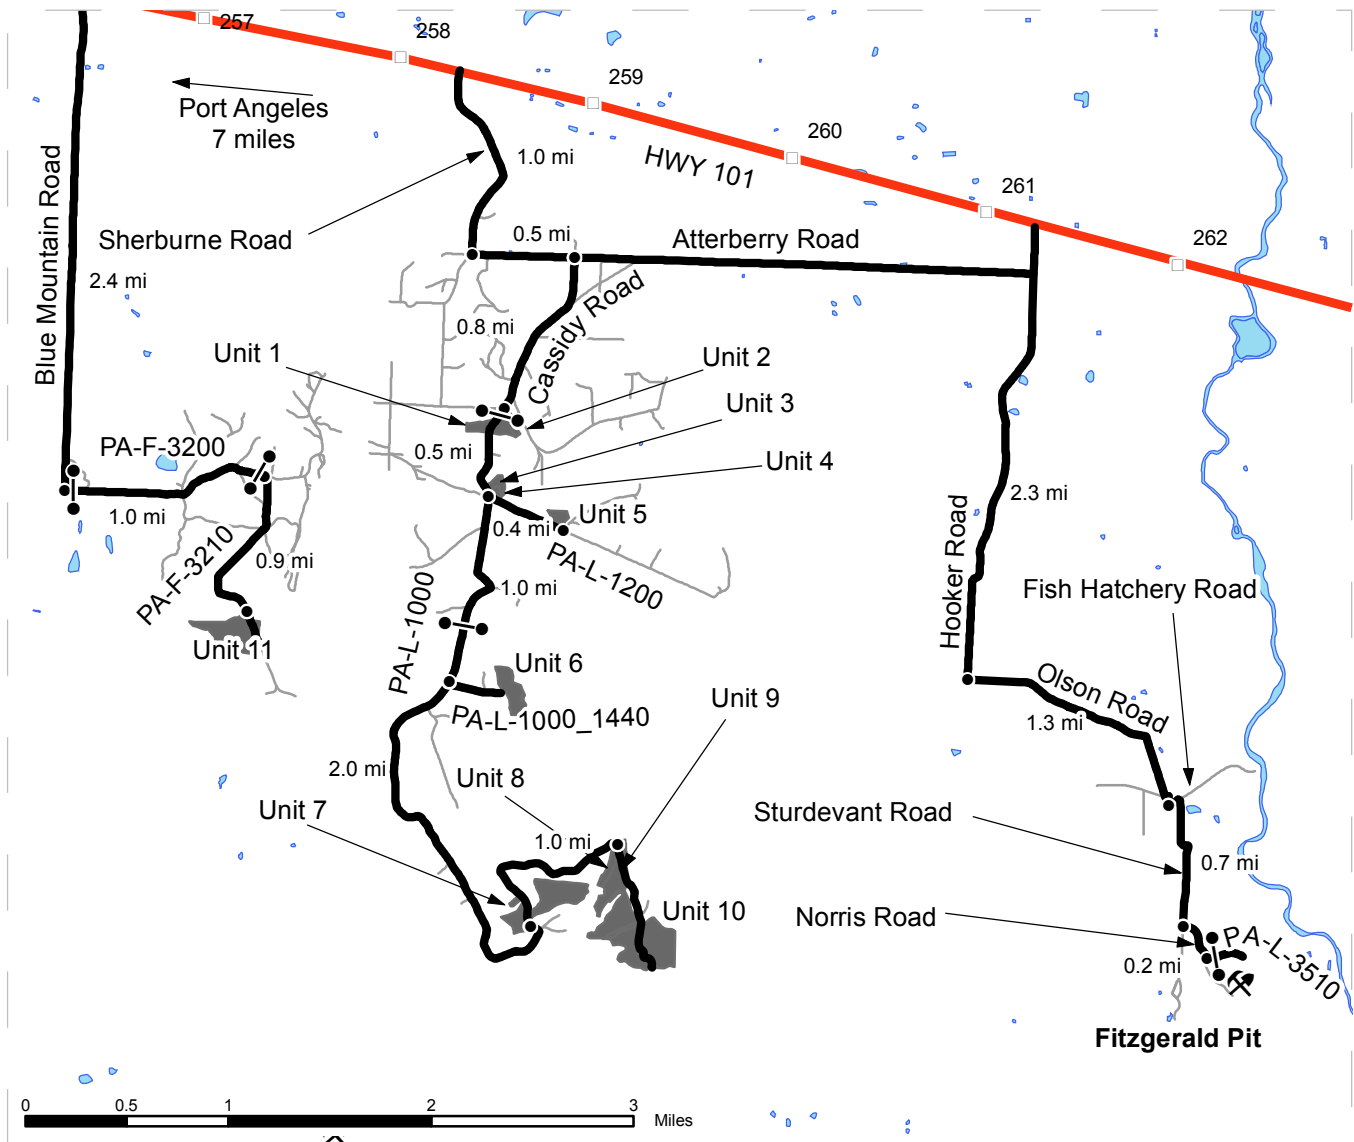 257
258
259
Port Angeles
7 miles
260
1.0 mi
HWY 101
261
Blue Mountain Road
Sherburne Road
0.5 mi
Atterberry Road
262
2.4 mi
0.8 mi
Cassidy Road
Unit 1
Unit 2
Unit 3
PA-F-3200
0.5 mi
Unit 4
1.0 mi
2.3 mi
Unit 5
0.4 mi
PA-F-3210
0.9 mi
PA-L-1200
Hooker Road
PA-L-1000
1.0 mi
Fish Hatchery Road
Unit 11
Unit 6
Unit 9
Olson Road
PA-L-1000_1440
1.3 mi
2.0 mi
Unit 8
Unit 7
Sturdevant Road
1.0 mi
0.7 mi
Unit 10
Norris Road
PA-L-3510
0.2 mi
Fitzgerald Pit
0 0.5 1 2 3
Miles